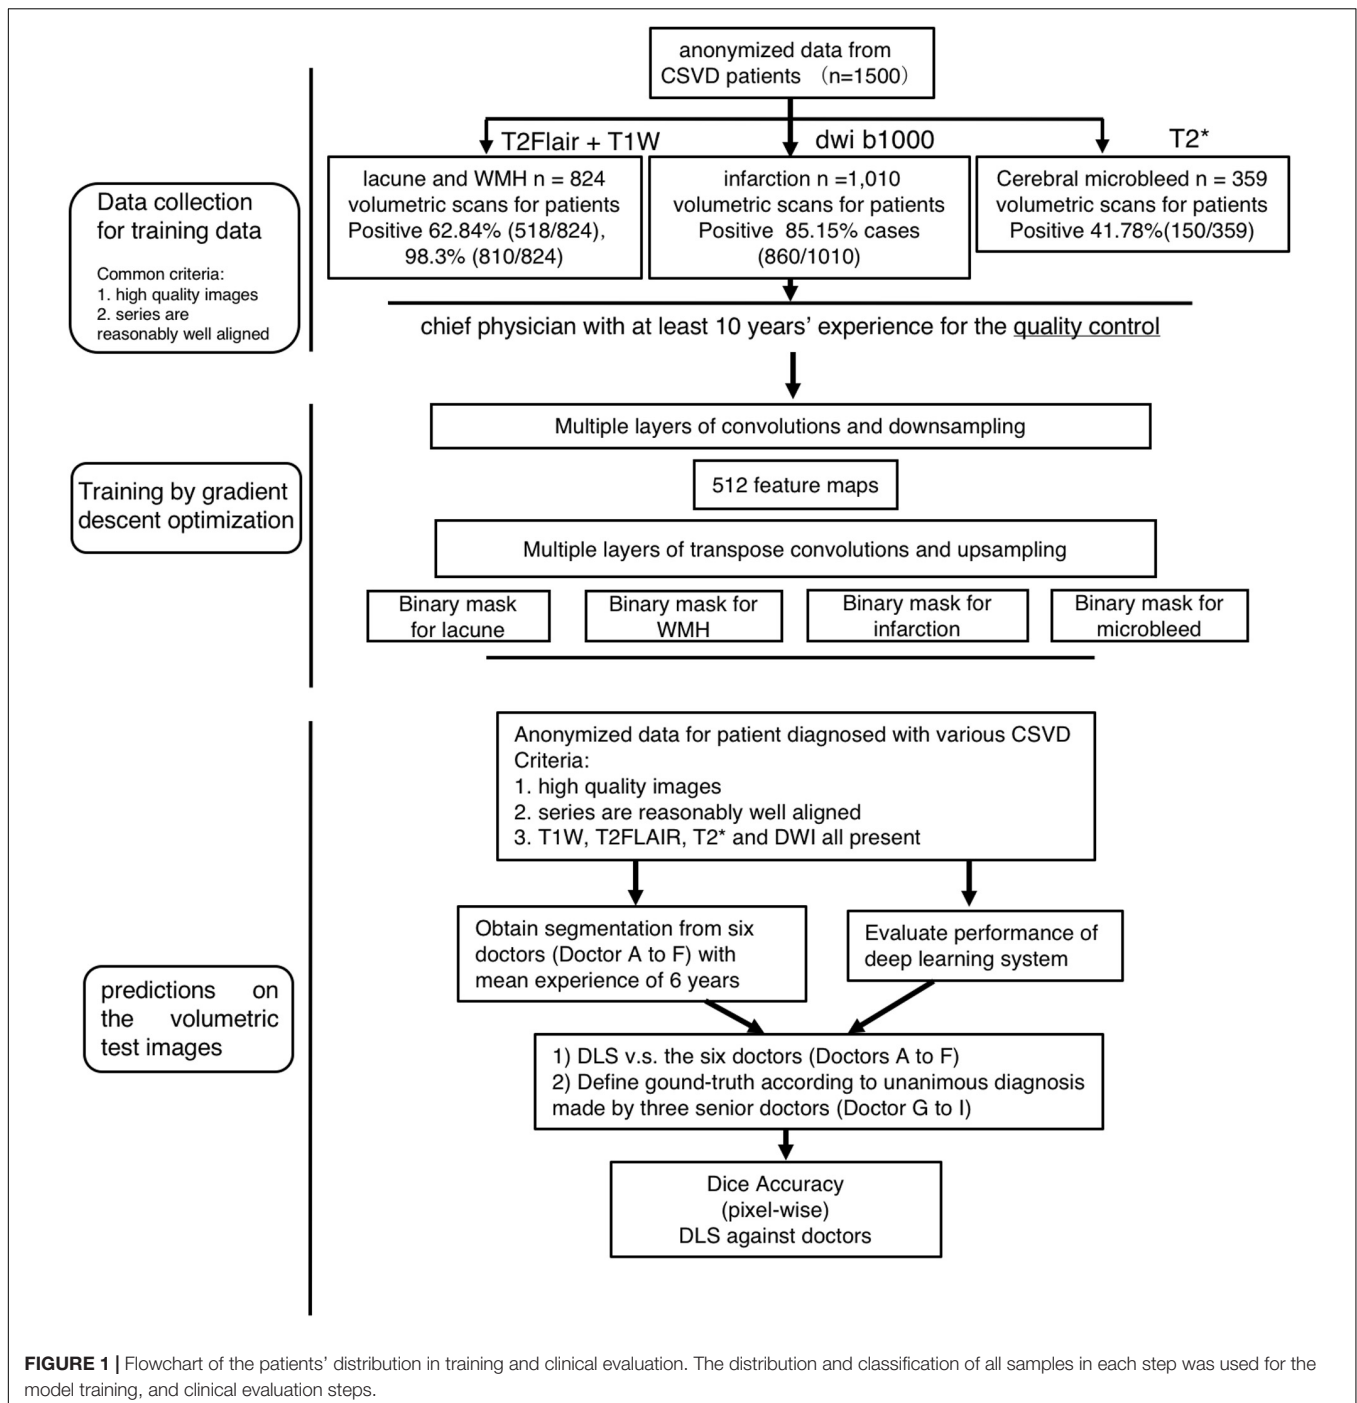 anonymized data from
CSVD patients （n=1500）
T2Flair + T1W
dwi b1000
T2*
lacune and WMH n = 824
volumetric scans for patients
Positive 62.84% (518/824),
98.3% (810/824)
infarction n =1,010
volumetric scans for patients
Positive 85.15% cases
(860/1010)
Cerebral microbleed n = 359
volumetric scans for patients
Positive 41.78%(150/359)
Data collection
for training data
Common criteria:
1. high quality images
2. series are
reasonably well aligned
chief physician with at least 10 years’ experience for the quality control
Training by gradient
descent optimization
Multiple layers of convolutions and downsampling
512 feature maps
Multiple layers of transpose convolutions and upsampling
Binary mask
for lacune
Binary mask for
WMH
Binary mask for
infarction
Binary mask for
microbleed
predictions on
the volumetric
test images
Anonymized data for patient diagnosed with various CSVD
Criteria:
1. high quality images
2. series are reasonably well aligned
3. T1W, T2FLAIR, T2* and DWI all present
Obtain segmentation from six
doctors (Doctor A to F) with
mean experience of 6 years
Evaluate performance of
deep learning system
1) DLS v.s. the six doctors (Doctors A to F)
2) Define gound-truth according to unanimous diagnosis
made by three senior doctors (Doctor G to I)
Dice Accuracy
(pixel-wise)
DLS against doctors
FIGURE 1 | Flowchart of the patients’ distribution in training and clinical evaluation. The distribution and classification of all samples in each step was used for the
model training, and clinical evaluation steps.